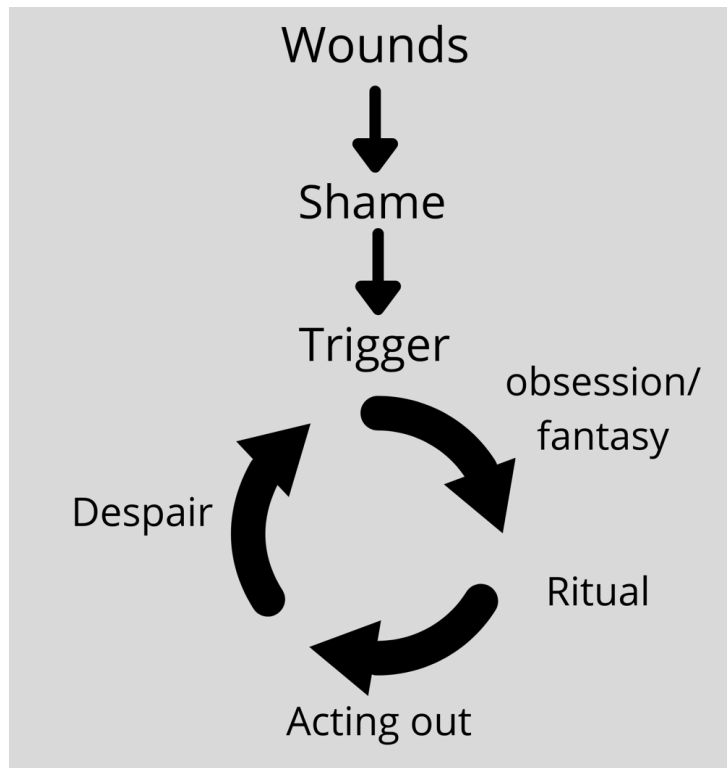 Wounds
Shame
Trigger
obsession/
fantasy
Despair
Ritual
Acting out